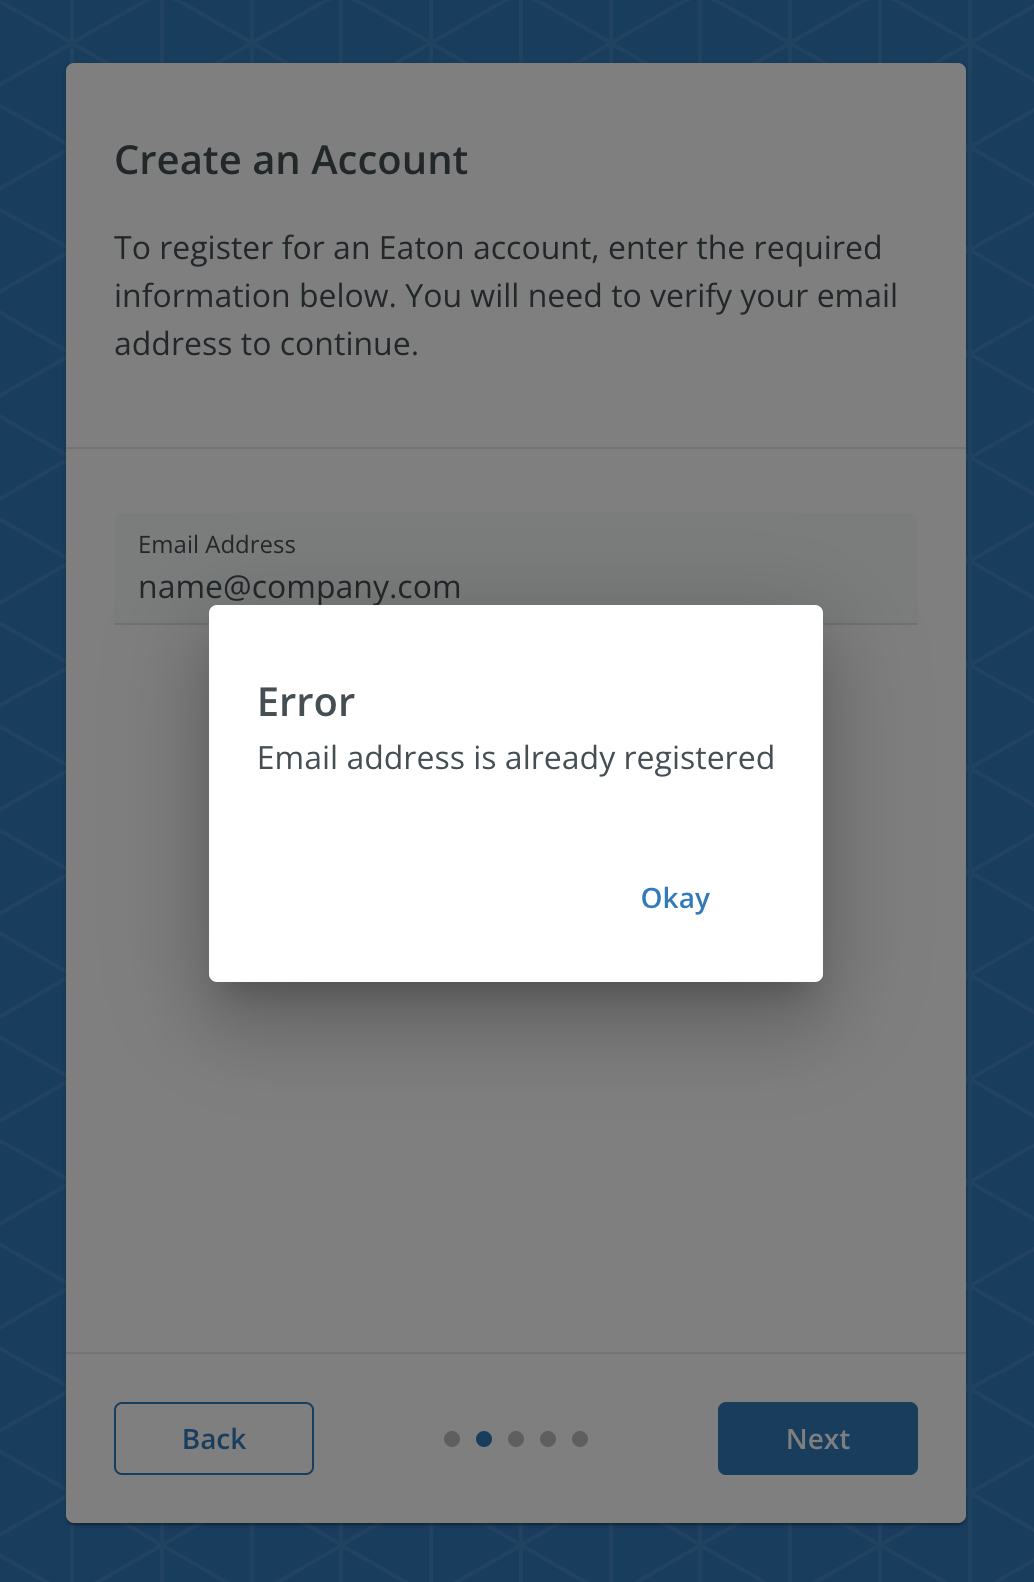 Create an Account
To register for an Eaton account, enter the required
information below. You will need to verify your email
address to continue.
Email Address
name@company.com
Error
Email address is already registered
Okay
Back
Next